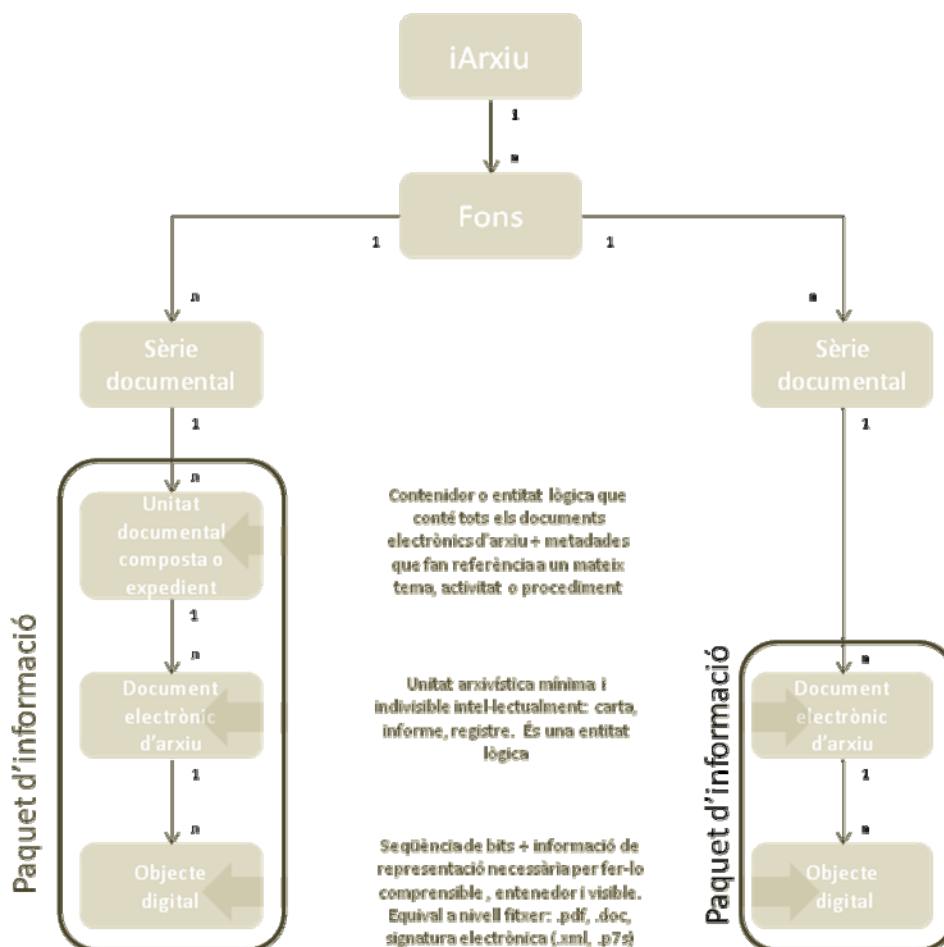 iArxiu
1
n
Fons
1
1
n
n
Sèrie
documental
Sèrie
documental
1
1
Paquet d'informació
n
Unitat
documental
composta o
expedient
Contenidor o entitat lògica que
conté tots els documents
electrònics d'arxiu + metadades
que fan referència a un mateix
tema, activitat o procediment
1
n
Document
electrònic
d'arxiu
Unitat arxivística mínima i
indivisible intel·lectualment: carta,
informe, registre. És una entitat
lògica
Paquet d'informació
n
Document
electrònic
d'arxiu
1
1
n
n
Objecte
digital
Seqüència de bits + informació de
representació necessària per fer-lo
comprensible, entenedor i visible.
Equival a nivell fitxer: .pdf, .doc,
signatura electrònica (.xml, .p7s)
Objecte
digital